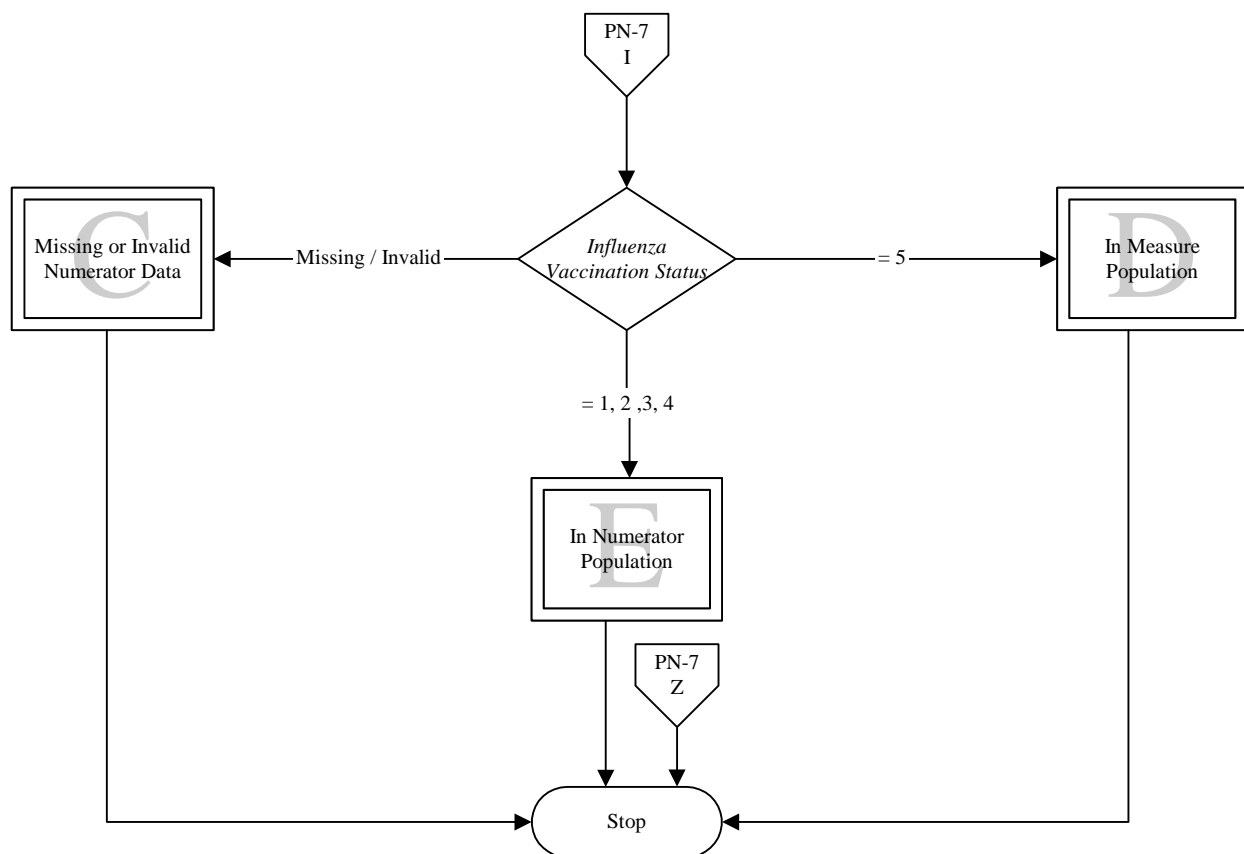 PN-7
I
C
Missing or Invalid
Numerator Data
Missing / Invalid
Influenza
Vaccination Status
= 5
D
In Measure
Population
= 1, 2 ,3, 4
E
In Numerator
Population
PN-7
Z
Stop